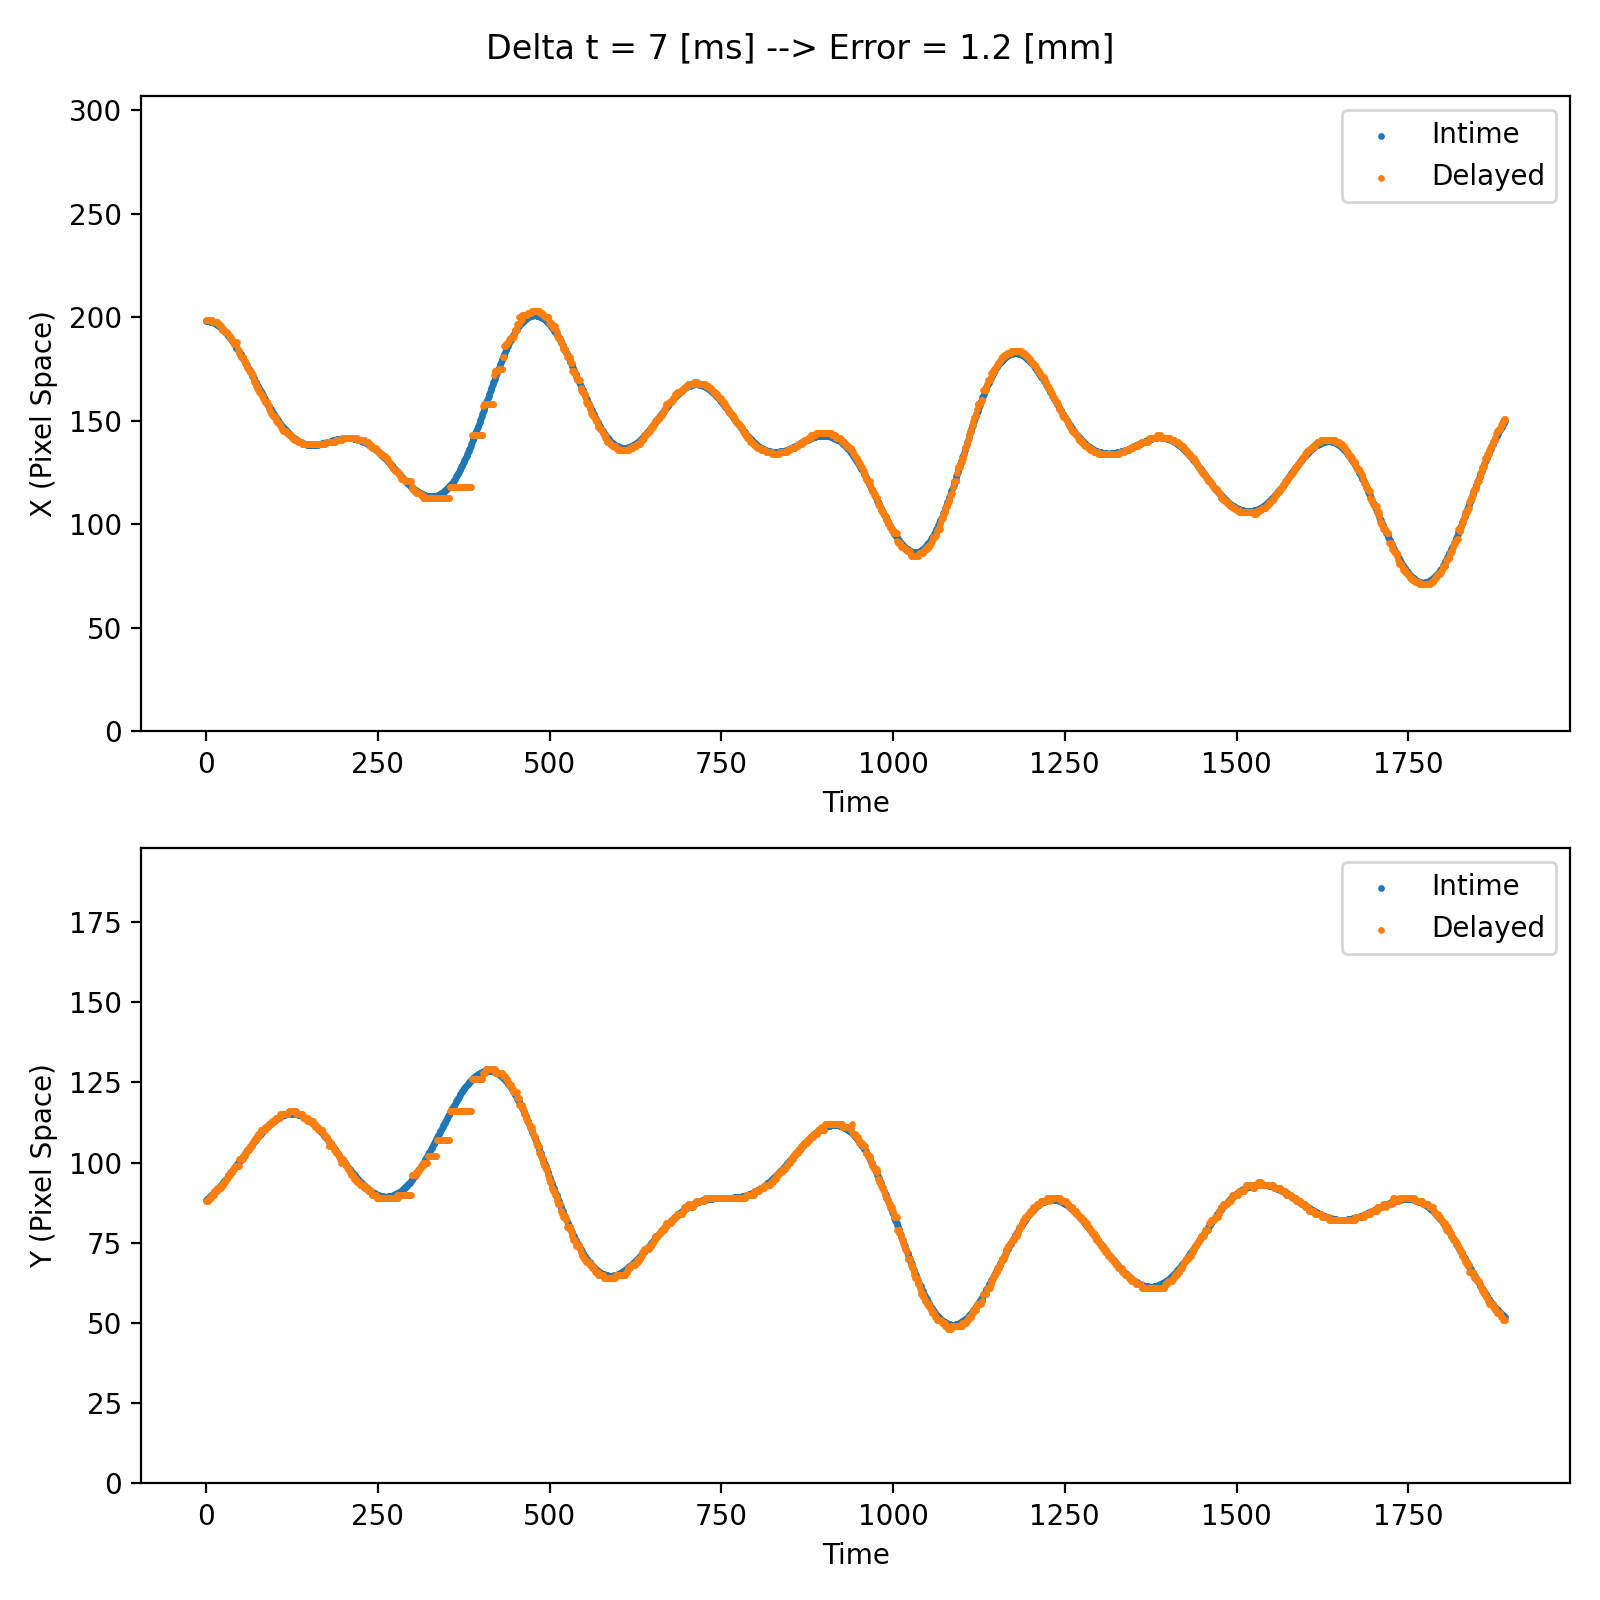 Delta t = 7 [ms] --> Error = 1.2 [mm]
300
250
200
150
100
50
0
X (Pixel Space)
Intime
Delayed
0 250 500 750 1000 1250 1500 1750
Time
175
150
125
100
75
50
25
0
Y (Pixel Space)
Intime
Delayed
0 250 500 750 1000 1250 1500 1750
Time